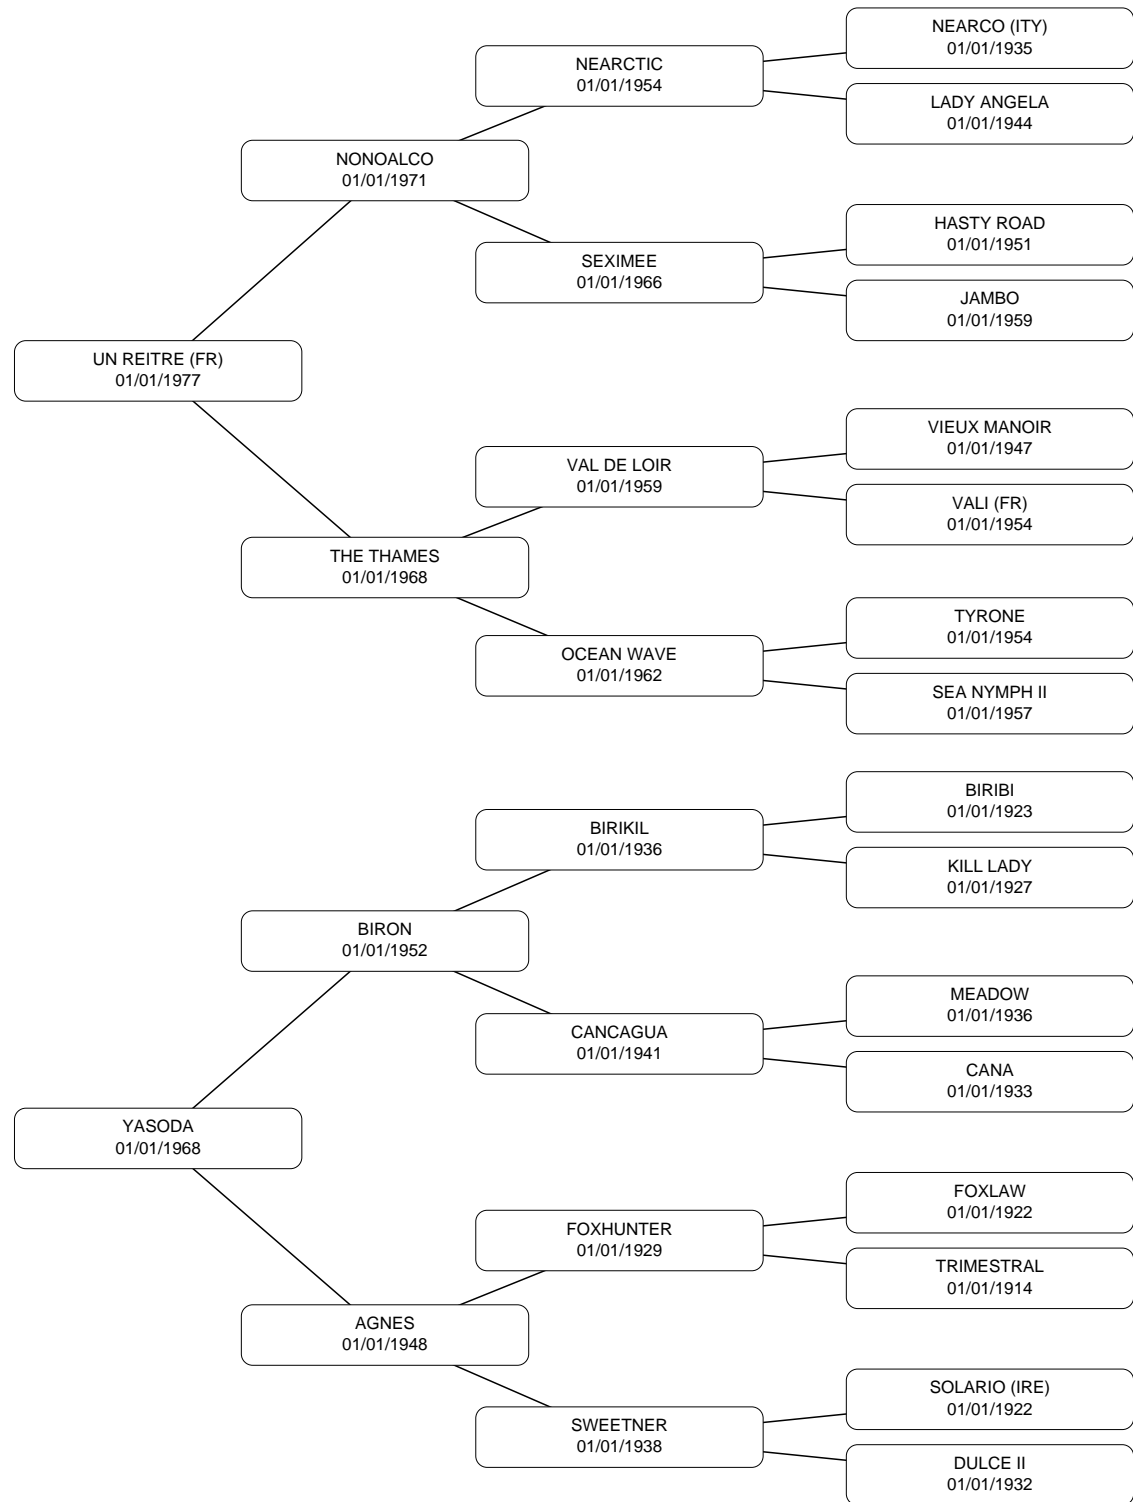 NEARCO (ITY)
01/01/1935
NEARCTIC
01/01/1954
LADY ANGELA
01/01/1944
NONOALCO
01/01/1971
HASTY ROAD
01/01/1951
SEXIMEE
01/01/1966
JAMBO
01/01/1959
UN REITRE (FR)
01/01/1977
VIEUX MANOIR
01/01/1947
VAL DE LOIR
01/01/1959
VALI (FR)
01/01/1954
THE THAMES
01/01/1968
TYRONE
01/01/1954
OCEAN WAVE
01/01/1962
SEA NYMPH II
01/01/1957
BIRIBI
01/01/1923
BIRIKIL
01/01/1936
KILL LADY
01/01/1927
BIRON
01/01/1952
MEADOW
01/01/1936
CANCAGUA
01/01/1941
CANA
01/01/1933
YASODA
01/01/1968
FOXLAW
01/01/1922
FOXHUNTER
01/01/1929
TRIMESTRAL
01/01/1914
AGNES
01/01/1948
SOLARIO (IRE)
01/01/1922
SWEETNER
01/01/1938
DULCE II
01/01/1932